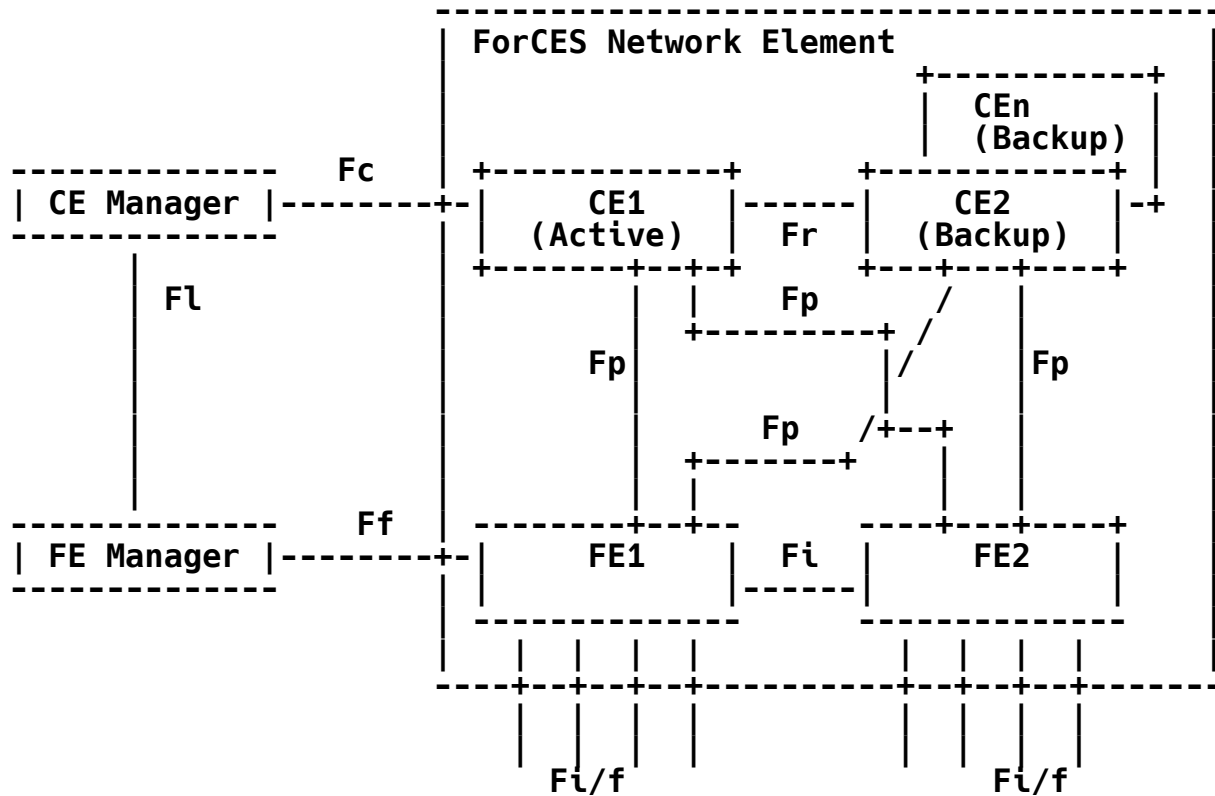 ForCES Network Element
CEn
(Backup)
Fc
CE Manager
CE1
CE2
(Active)
Fr
(Backup)
Fl
Fp
Fp
Fp
Fp
Ff
FE Manager
FE1
Fi
FE2
Fi/f
Fi/f